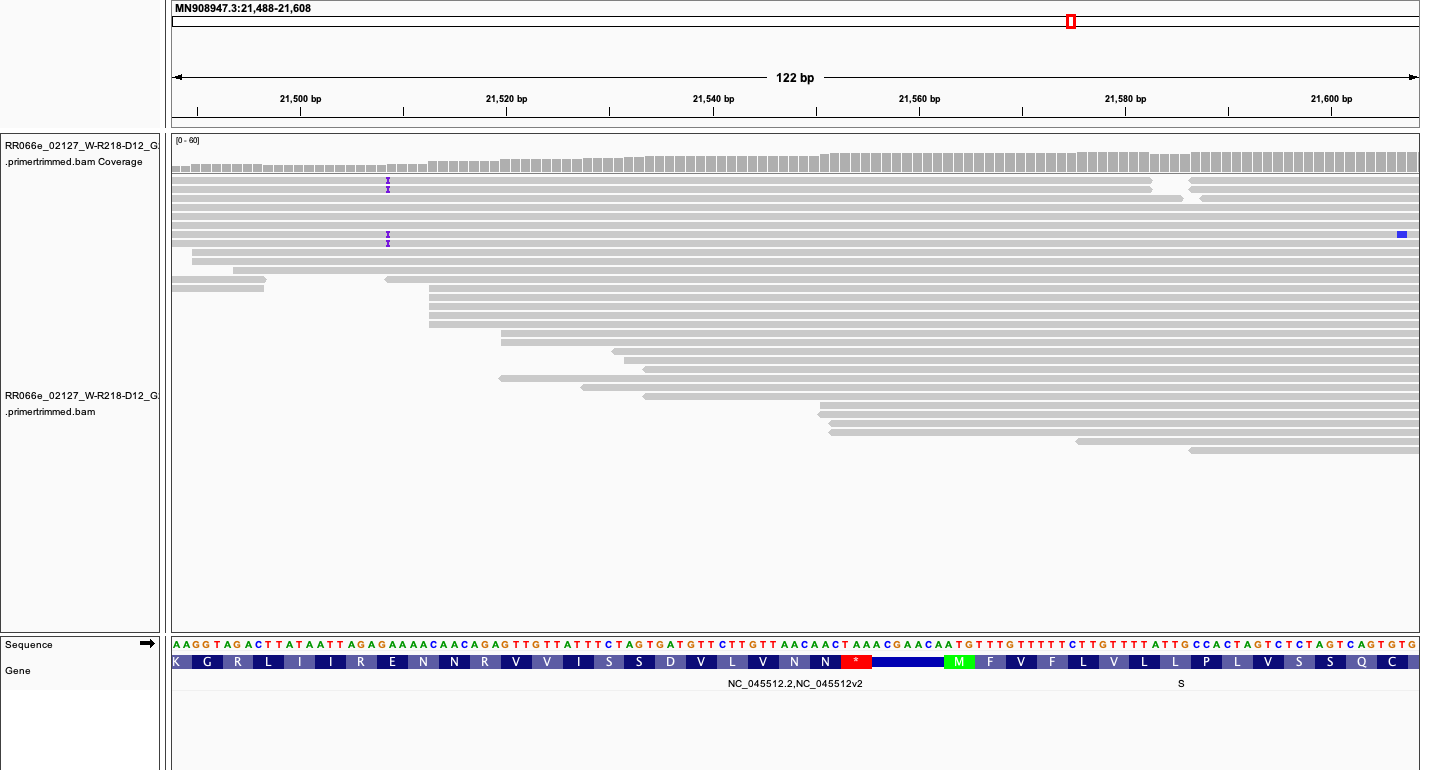 MN908947.3:21,488-21,608
122 bp
21,500 bp 21,520 bp 21,540 bp 21,560 bp 21,580 bp 21,600 bp
RR066e_02127_W-R218-D12_G
.primertrimmed.bam Coverage
[0 - 60]
RR066e_02127_W-R218-D12_G
.primertrimmed.bam
Sequence
AAGGTAGACTTATAATTAGAGAAAACAACAGAGTTGTTATTTCTAGTGATGTTCTTGTTAACAACTAAACGAACAATGTTTGTTTTTCTTGTTTTATTGCCACTAGTCTCTAGTCAGTGTG
Gene
K G R L I I R E N N R V V I S S D V L V N N * M F V F L V L L P L V S S Q C
NC_045512.2,NC_045512v2 S